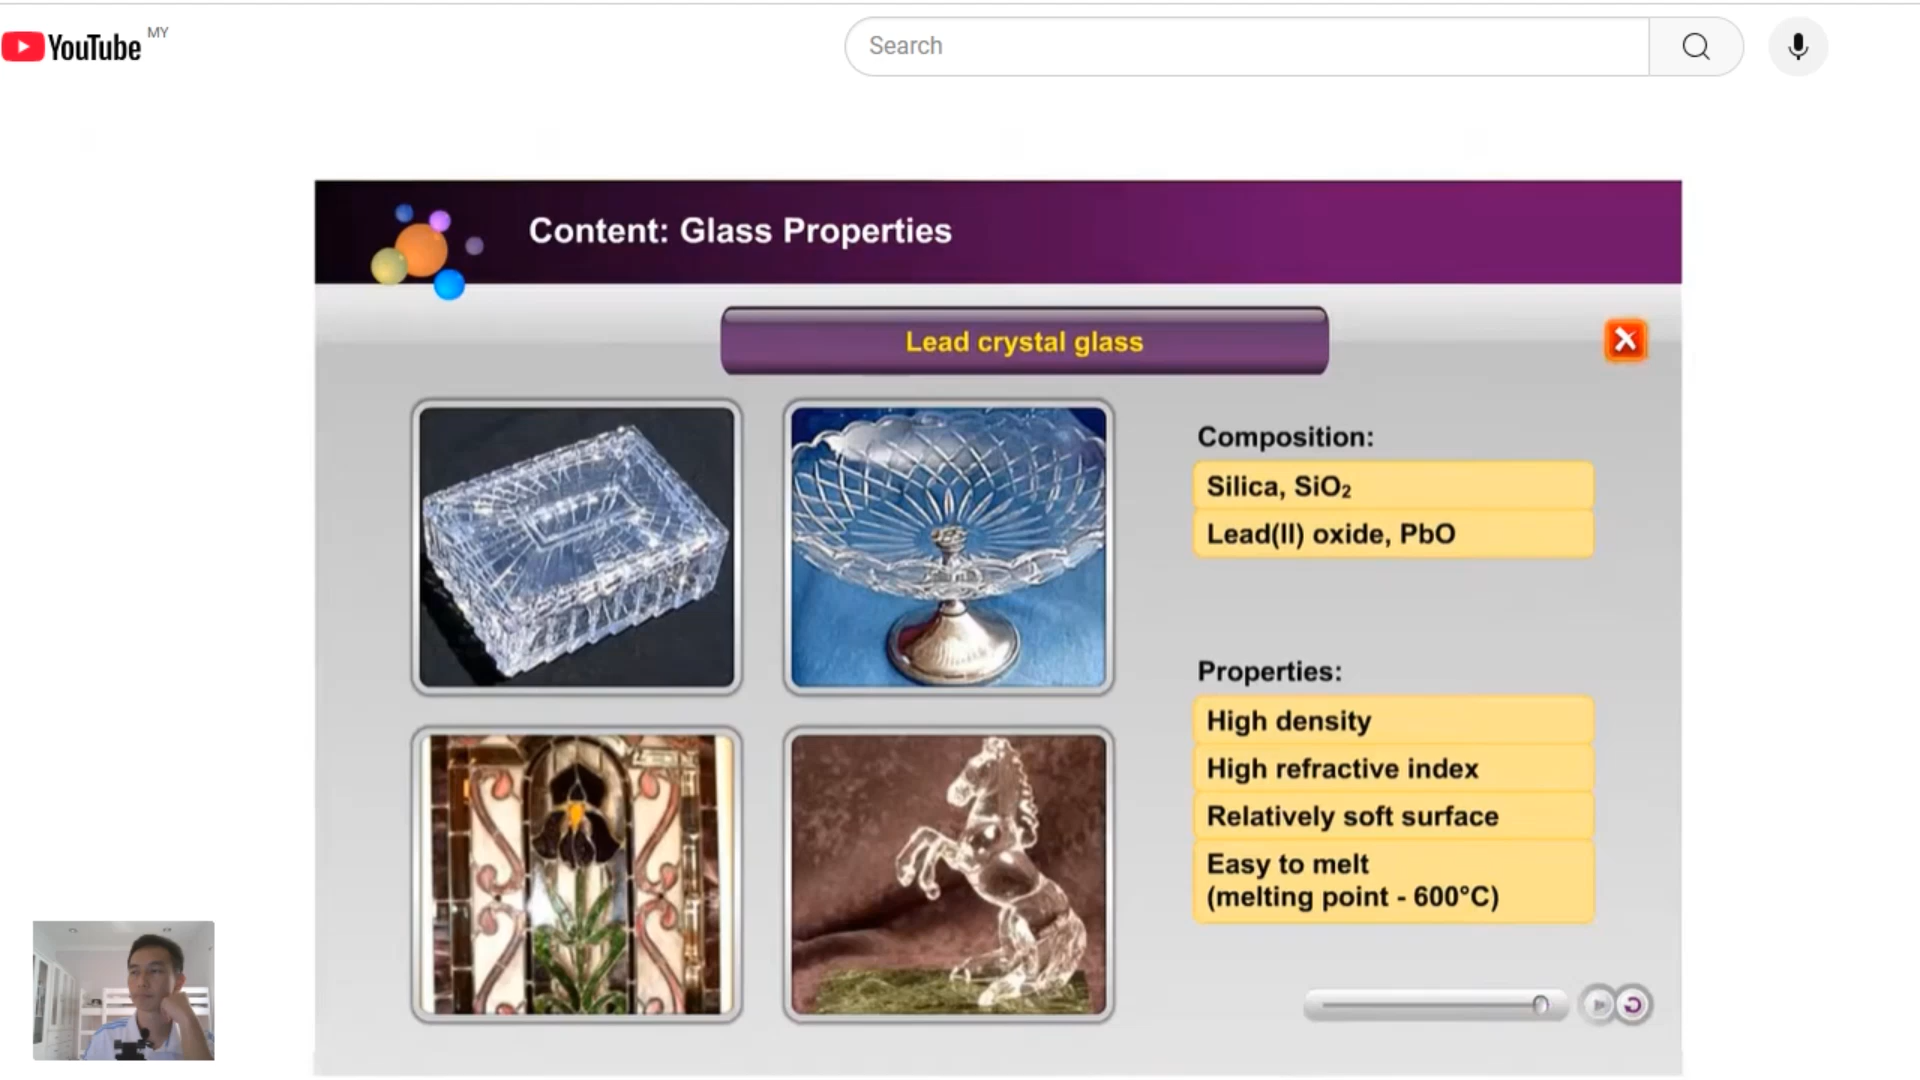 YouTube MY
Search
Content: Glass Properties
Lead crystal glass
Composition:
Silica, SiO₂
Lead(II) oxide, PbO
Properties:
High density
High refractive index
Relatively soft surface
Easy to melt
(melting point - 600°C)